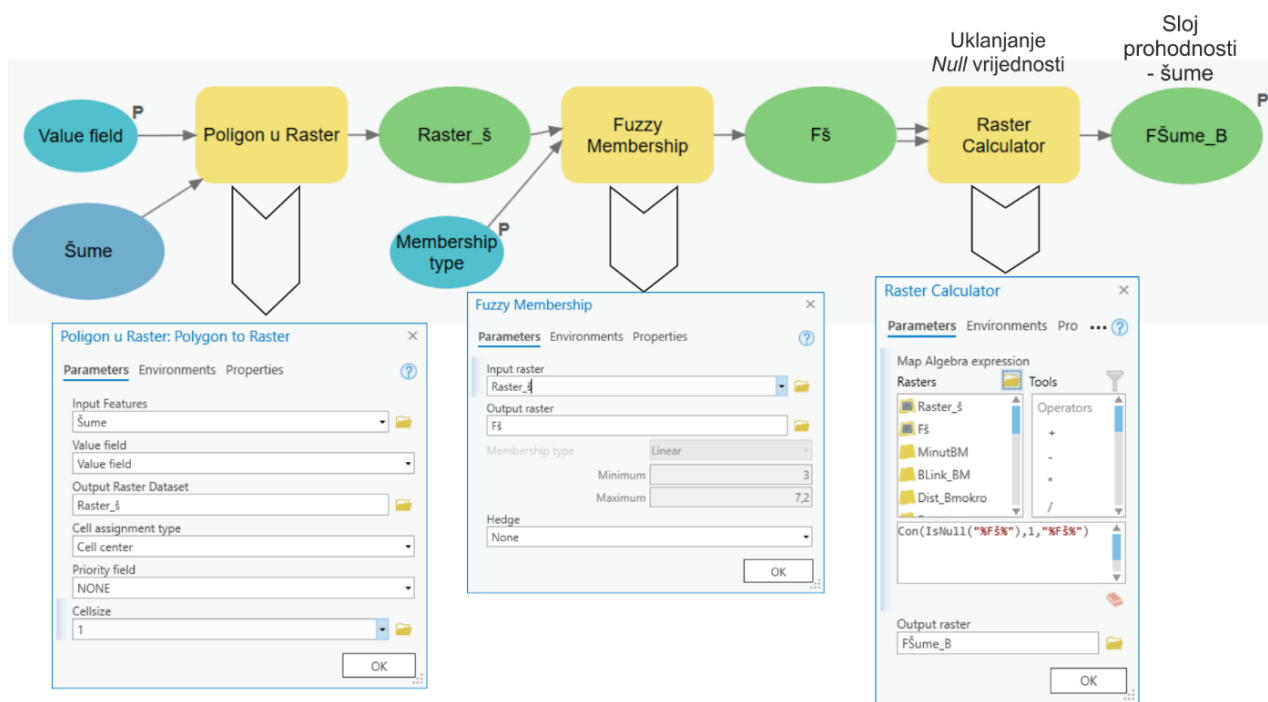 Uklanjanje
Null vrijednosti
Sloj
prohodnosti
- šume
Value field
P
Poligon u Raster
Raster_š
Fuzzy
Membership
Fš
Raster
Calculator
FŠume_B
P
Šume
Membership
type
P
Poligon u Raster: Polygon to Raster
Parameters Environments Properties
Input Features
Šume
Value field
Value field
Output Raster Dataset
Raster_š
Cell assignment type
Cell center
Priority field
NONE
Cellsize
1
OK
Fuzzy Membership
Parameters Environments Properties
Input raster
Raster_š
Output raster
Fš
Membership type Linear
Minimum 3
Maximum 7,2
Hedge
None
OK
Raster Calculator
Parameters Environments Pro ...
Map Algebra expression
Rasters Tools
Raster_š Operators
Fš +
MinutBM -
BLink_BM *
Dist_Bmokro /
Con(IsNull("%Fš%"),1,"%Fš%")
Output raster
FŠume_B
OK